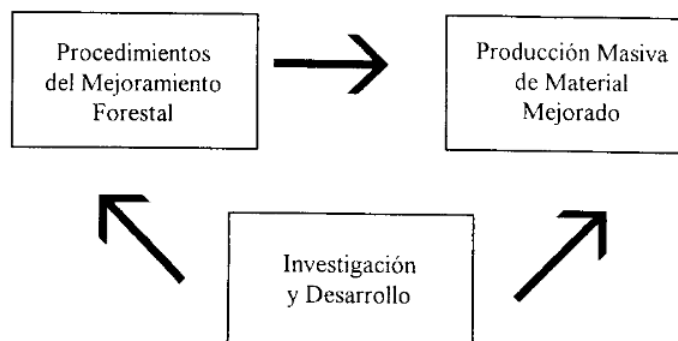 Procedimientos
del Mejoramiento
Forestal
Producción Masiva
de Material
Mejorado
Investigación
y Desarrollo